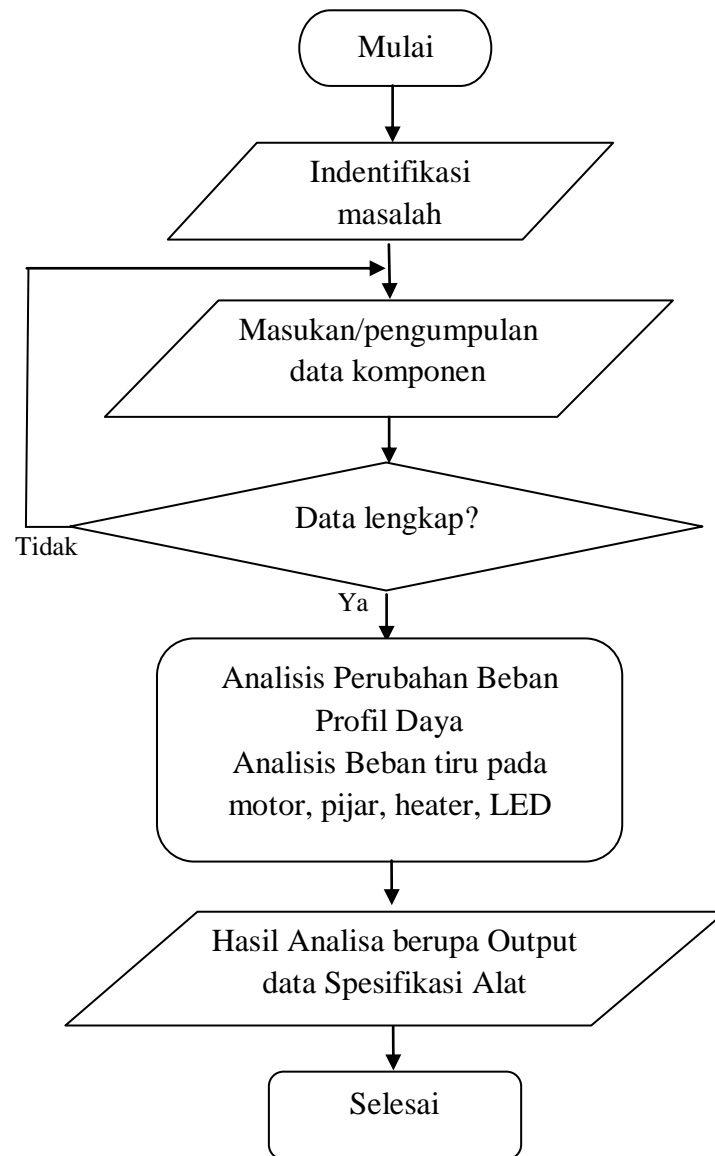 Mulai
Indentifikasi
masalah
Masukan/pengumpulan
data komponen
Data lengkap?
Tidak
Ya
Analisis Perubahan Beban
Profil Daya
Analisis Beban tiru pada
motor, pijar, heater, LED
Hasil Analisa berupa Output
data Spesifikasi Alat
Selesai